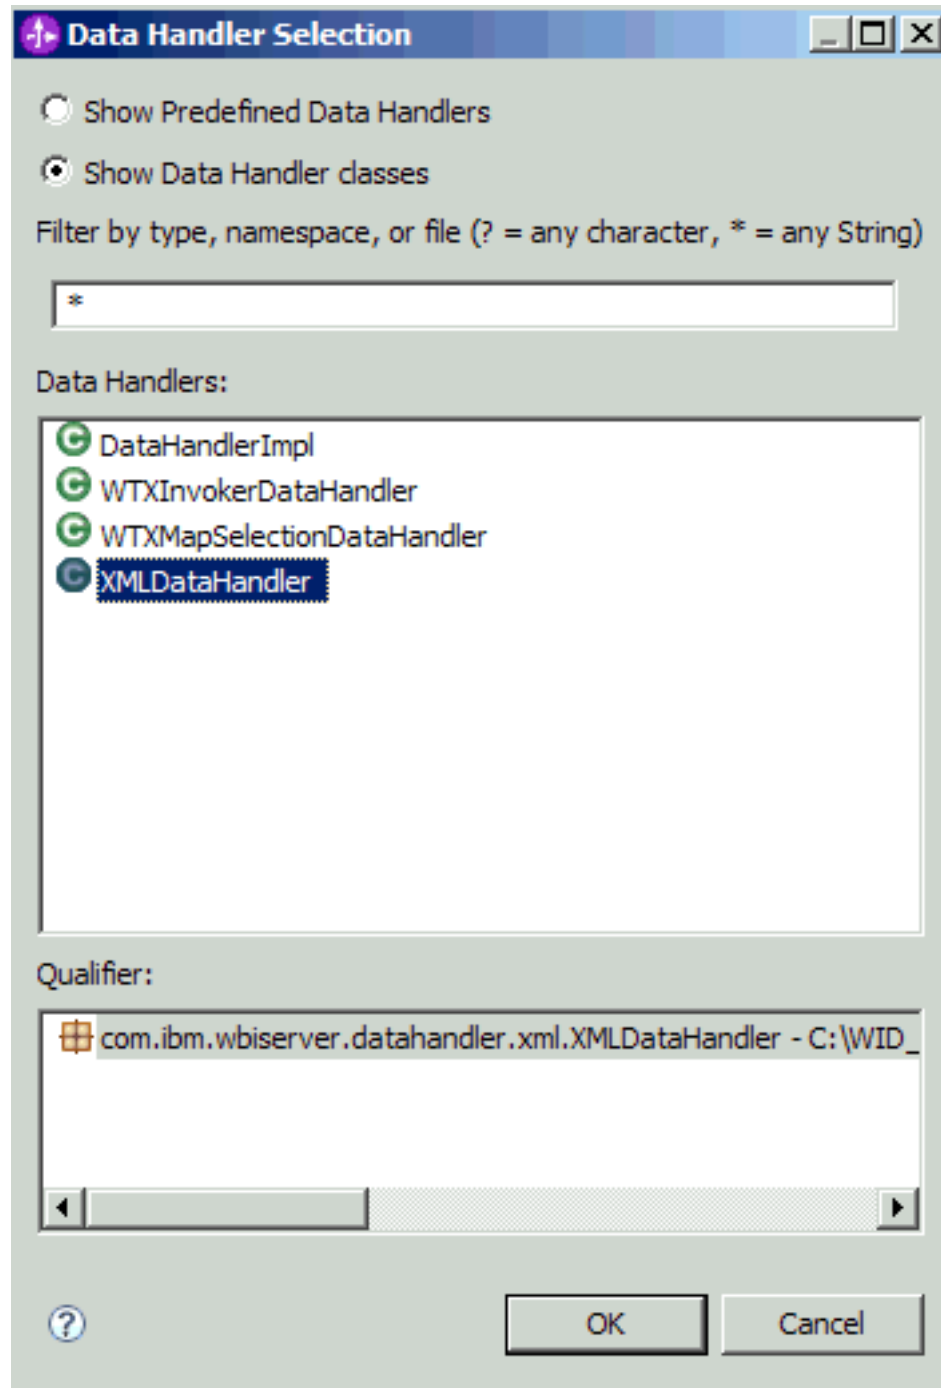 Data Handler Selection
Show Predefined Data Handlers
Show Data Handler classes
Filter by type, namespace, or file (? = any character, * = any String)
*
Data Handlers:
DataHandlerImpl
WTXInvokerDataHandler
WTXMapSelectionDataHandler
XMLDataHandler
Qualifier:
com.ibm.wbiserver.datahandler.xml.XMLDataHandler - C:\WID_
OK Cancel